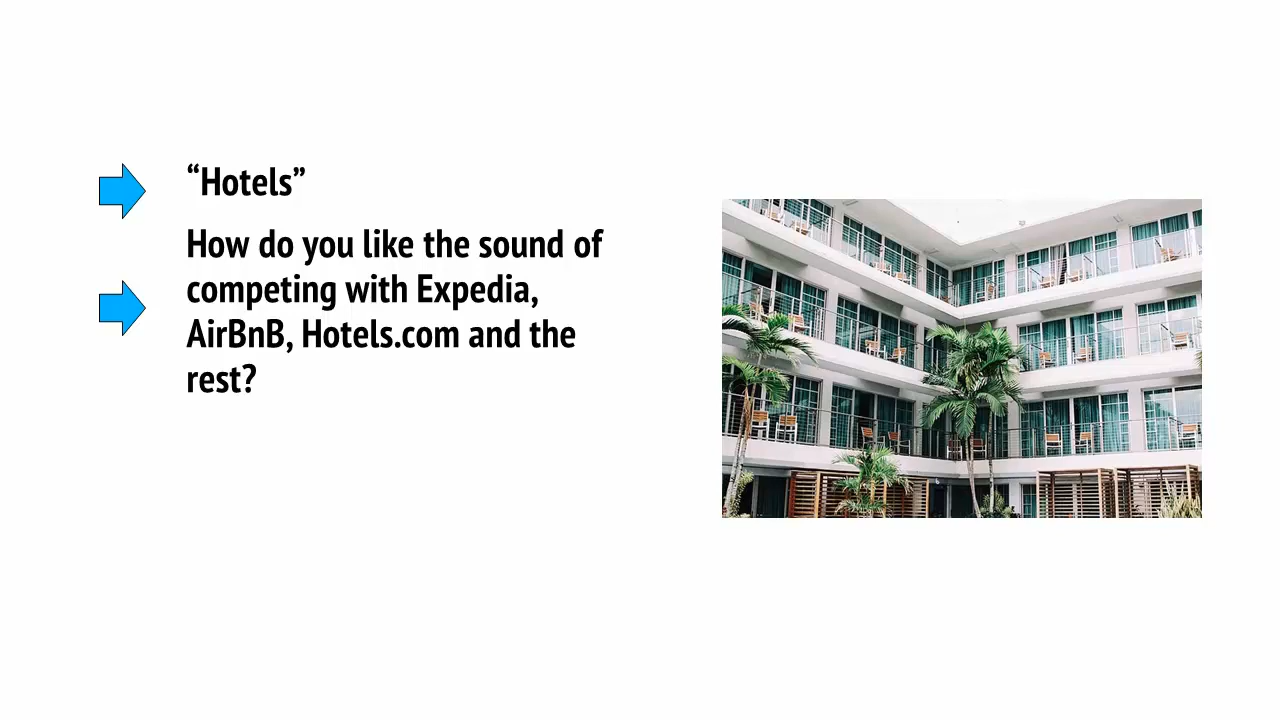 “Hotels”
How do you like the sound of
competing with Expedia,
AirBnB, Hotels.com and the
rest?